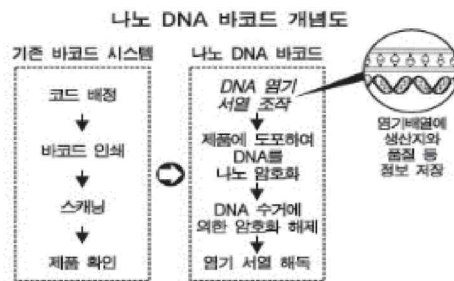 나노 DNA 바코드 개념도
기존 바코드 시스템
코드 배정
바코드 인쇄
스캐닝
제품 확인
나노 DNA 바코드
DNA 염기
서열 조작
제품에 도포하여
DNA를
나노 암호화
DNA 수거에
의한 암호화 해제
염기 서열 해독
염기배열에
생산지와
품질 등
정보 저장